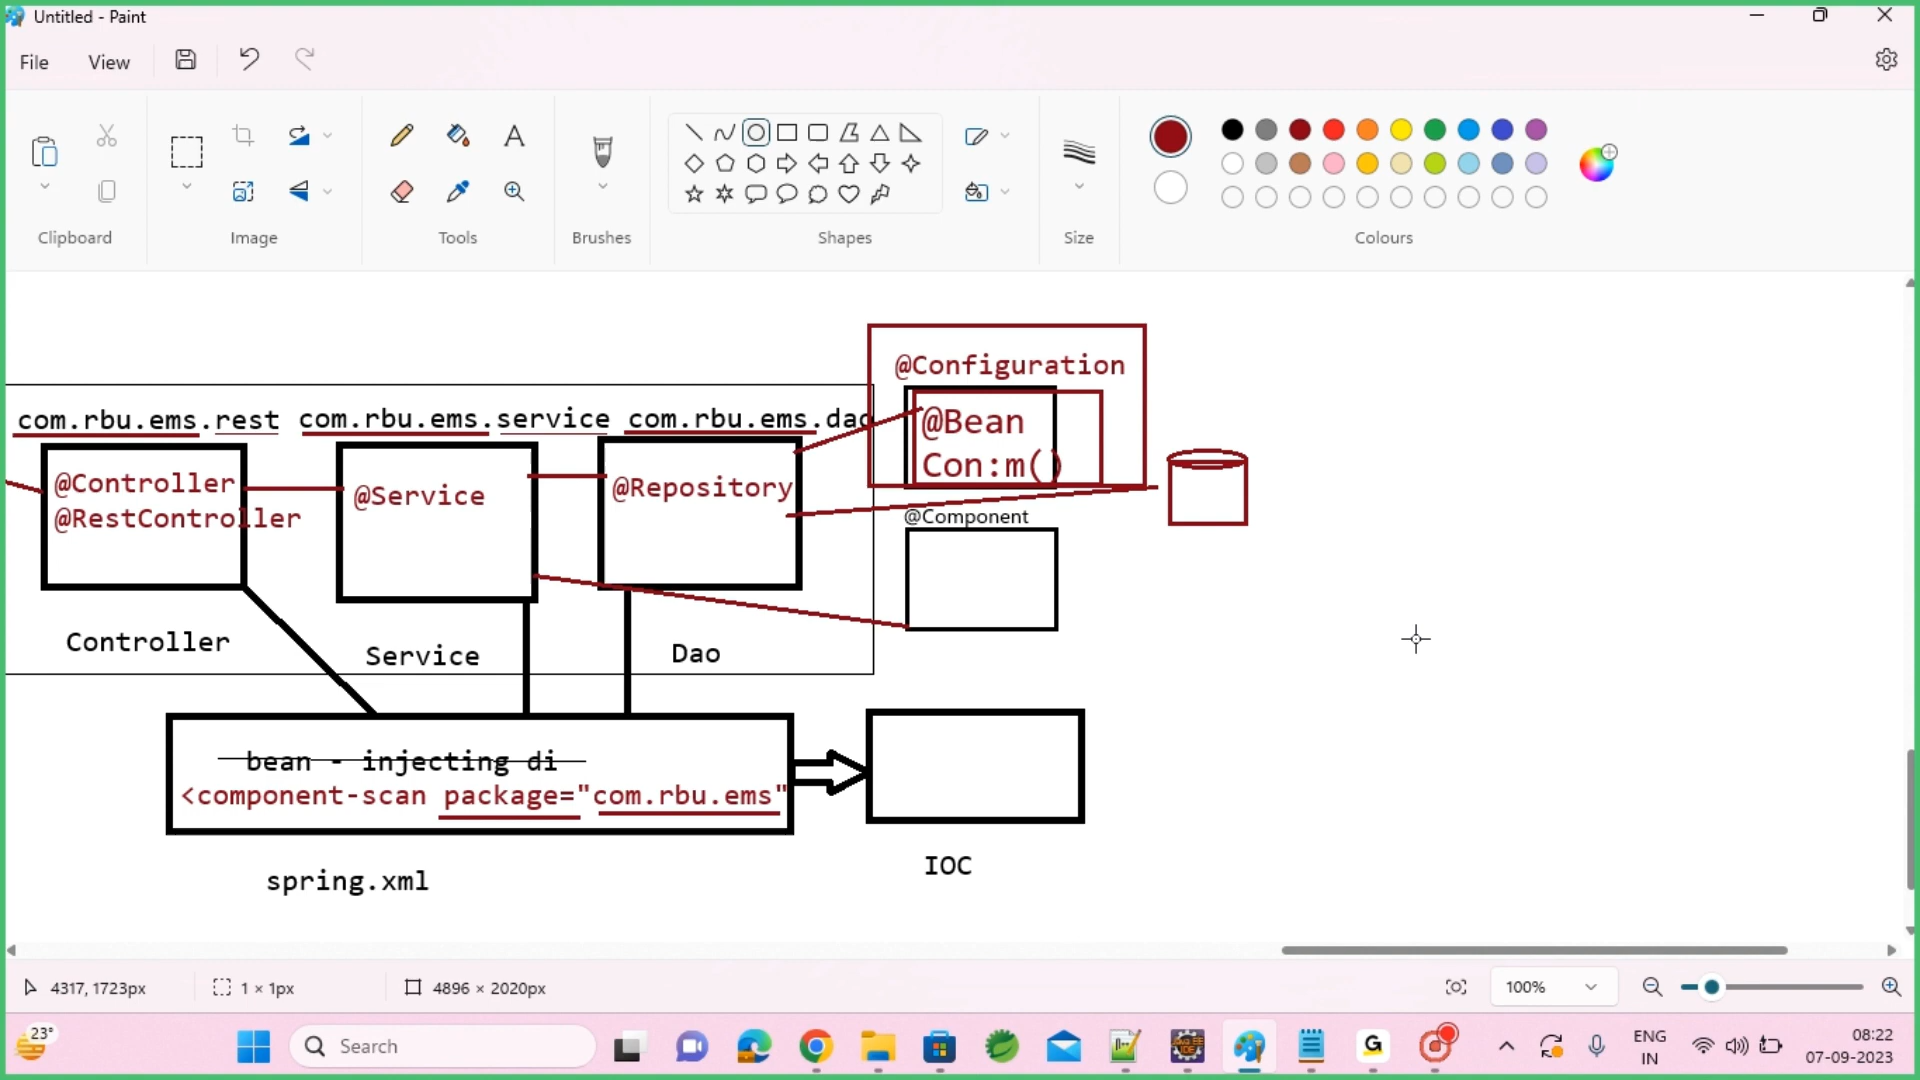 Untitled - Paint
File
View
Clipboard
Image
Tools
Brushes
Shapes
Size
Colours
@Configuration
com.rbu.ems.rest
com.rbu.ems.service
com.rbu.ems.dao
@Bean
Con:m()
@Controller
@RestController
@Service
@Repository
@Component
Controller
Service
Dao
bean - injecting di
<component-scan package="com.rbu.ems"
spring.xml
IOC
4317, 1723px
1 × 1px
4896 × 2020px
100%
23°
Search
ENG
IN
08:22
07-09-2023